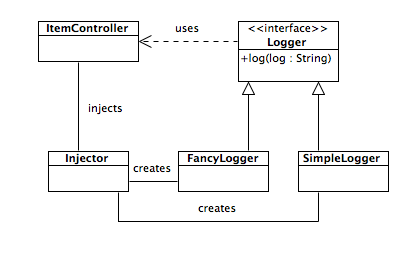 ItemController
uses
<<interface>>
Logger
+log(log : String)
injects
Injector
creates
FancyLogger
SimpleLogger
creates